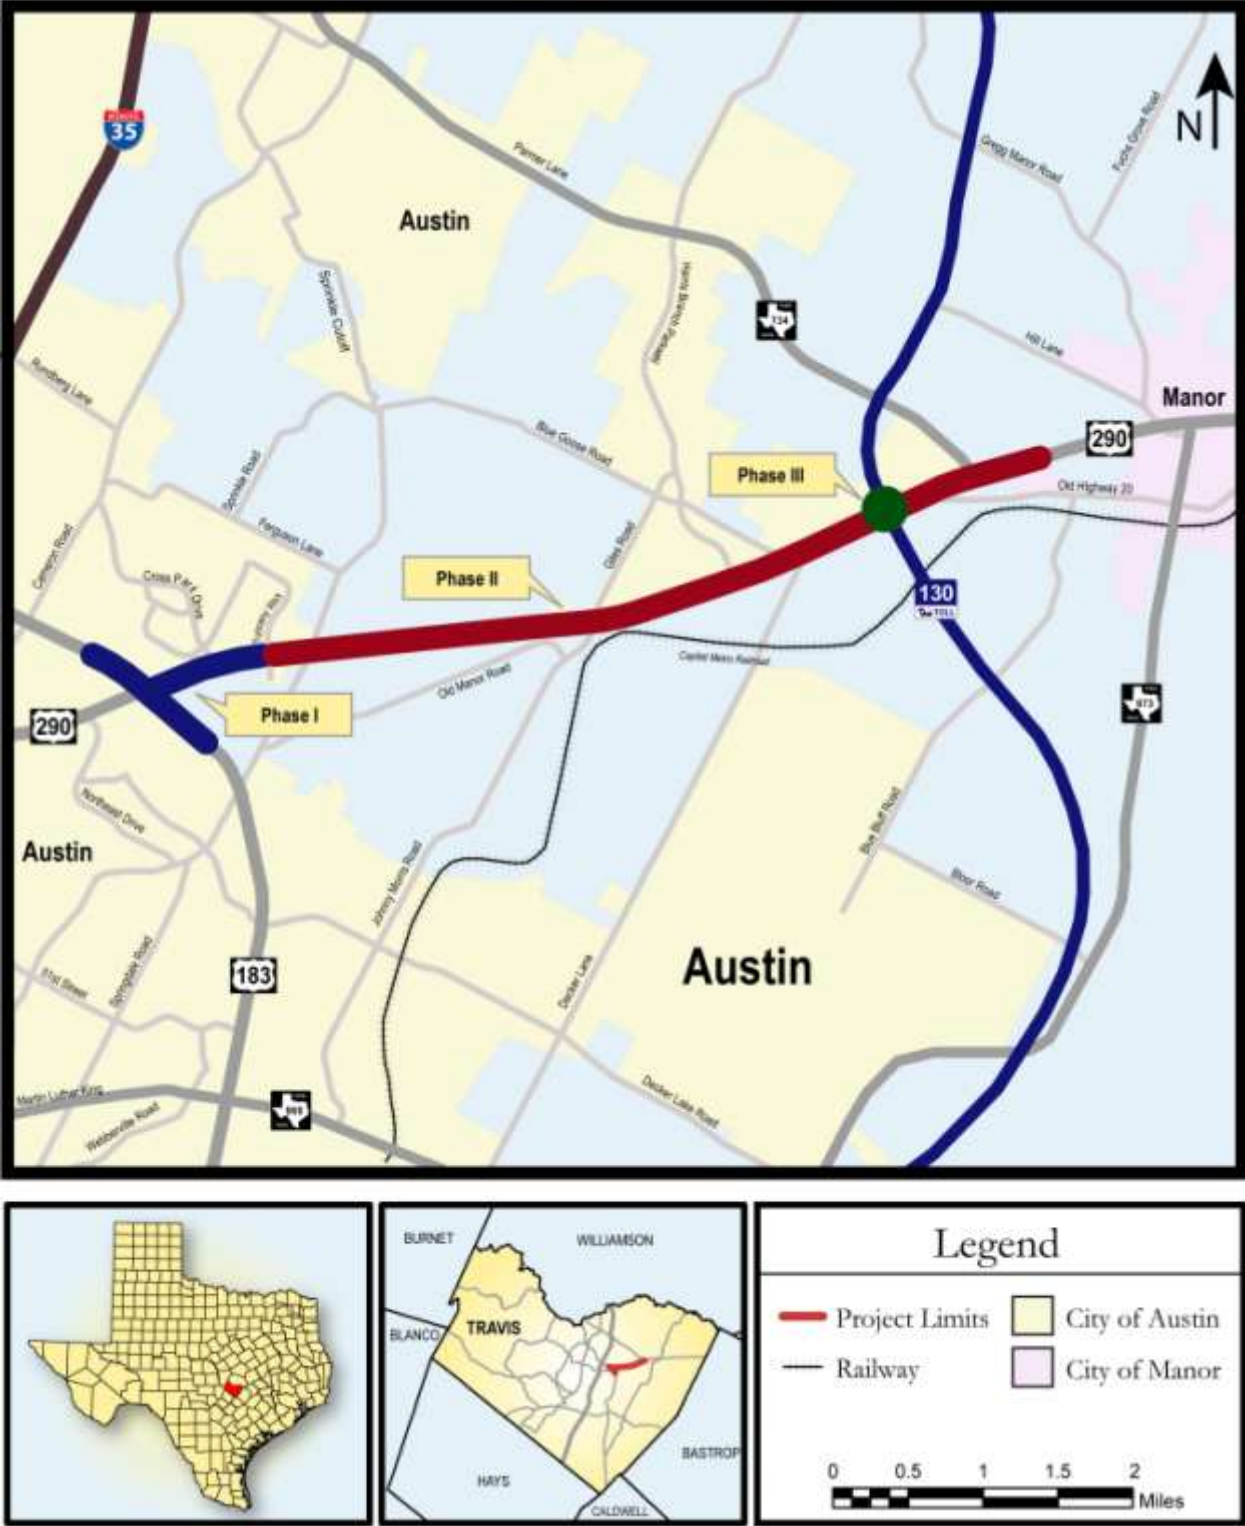 INTERSTATE
35
N
Parmer Lane
Gregg Manor Road
Fuchs Grove Road
Austin
Sprinkle Cutoff
Harris Branch Parkway
734
Hill Lane
Rundberg Lane
Manor
Blue Goose Road
290
Phase III
Sprinkle Road
Old Highway 20
Ferguson Lane
Cameron Road
Giles Road
Cross Park Drive
Phase II
130
TOLL
Capitol Metro Railroad
Old Manor Road
973
Phase I
290
Northeast Drive
Austin
Blue Bluff Road
Johnny Morris Road
Bloor Road
Austin
183
Springdale Road
51st Street
Decker Lane
Martin Luther King
Webberville Road
969
Decker Lake Road
BURNET
WILLIAMSON
BLANCO
TRAVIS
BASTROP
HAYS
CALDWELL
Legend
Project Limits
City of Austin
Railway
City of Manor
0 0.5 1 1.5 2
Miles